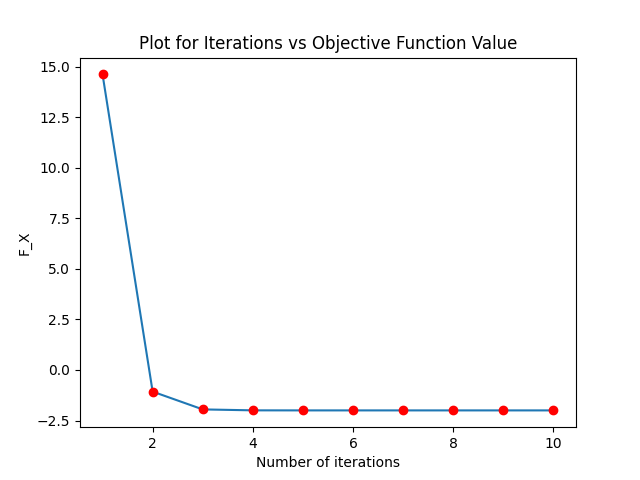 Plot for Iterations vs Objective Function Value
15.0
12.5
10.0
7.5
5.0
2.5
0.0
−2.5
F_X
2 4 6 8 10
Number of iterations